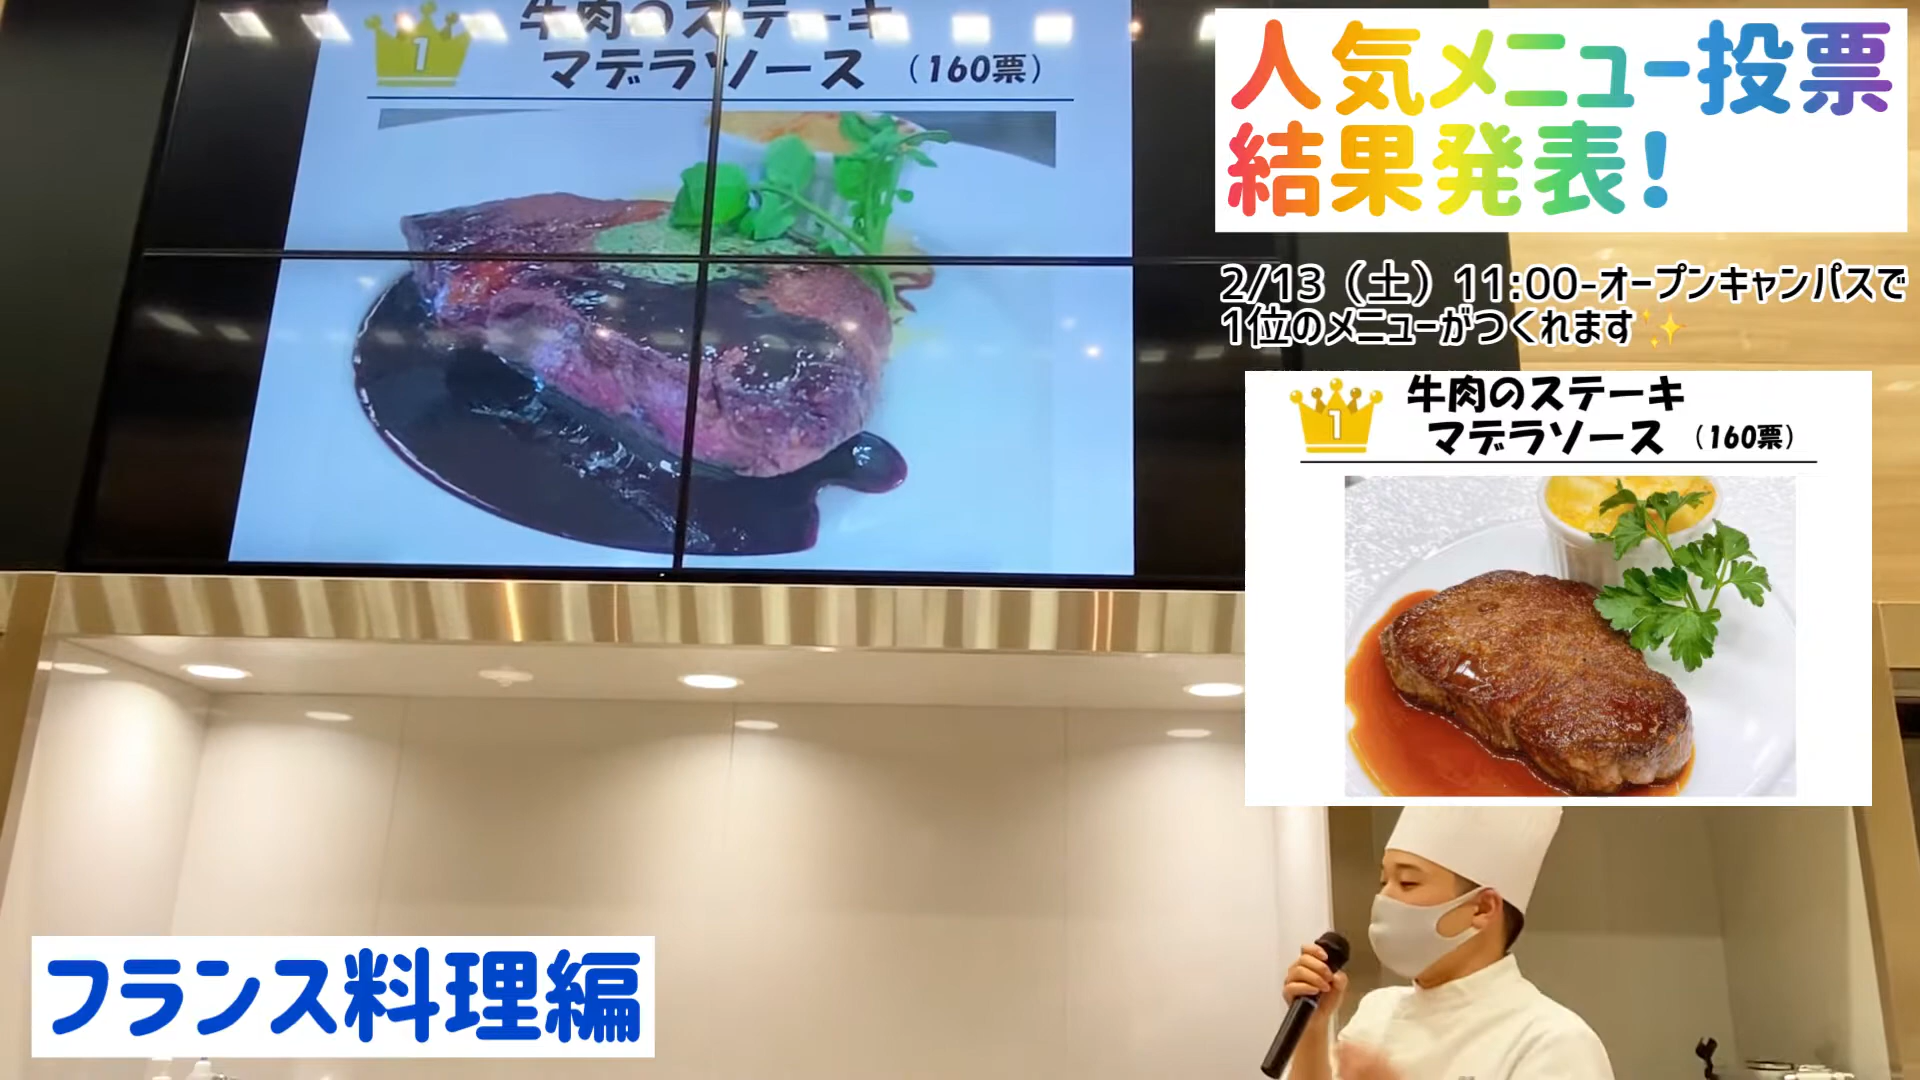 1
牛肉のステーキ
マデラソース （160票）
人気メニュー投票
結果発表！
2/13（土）11:00-オープンキャンパスで
1位のメニューがつくれます✨
1
牛肉のステーキ
マデラソース （160票）
フランス料理編